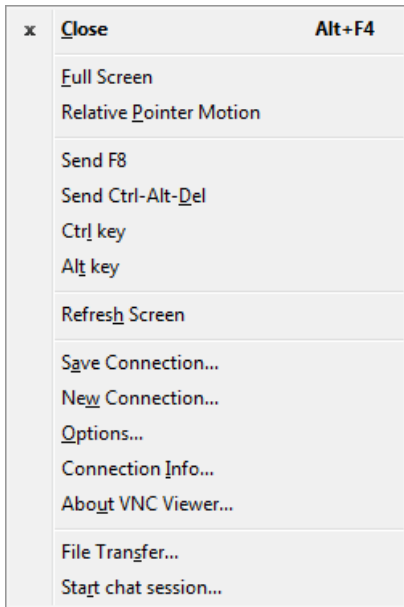 x Close Alt+F4
Full Screen
Relative Pointer Motion
Send F8
Send Ctrl-Alt-Del
Ctrl key
Alt key
Refresh Screen
Save Connection...
New Connection...
Options...
Connection Info...
About VNC Viewer...
File Transfer...
Start chat session...